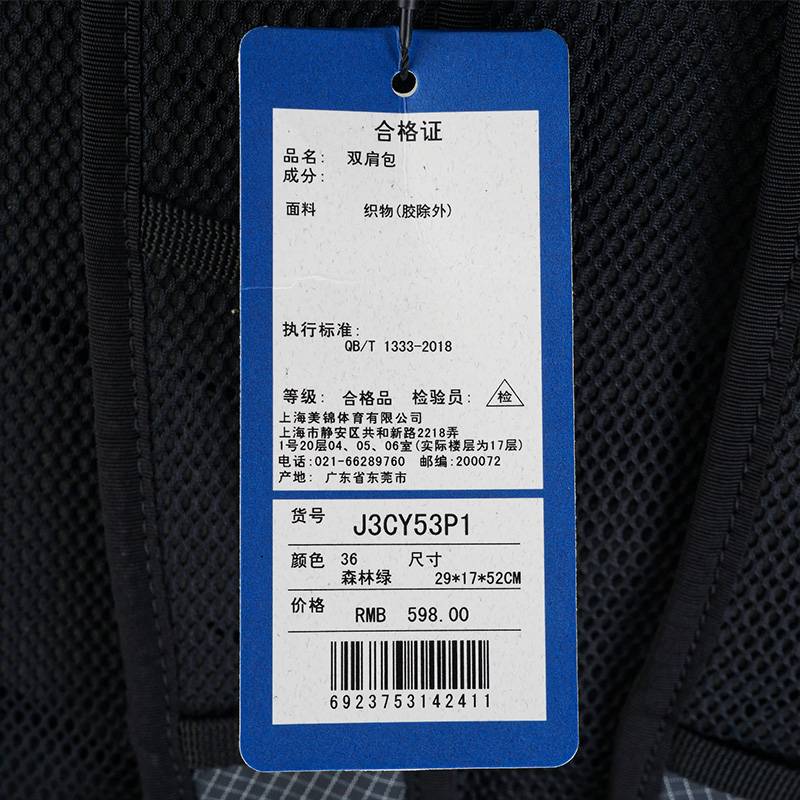 合格证
品名: 双肩包
成分:
面料 织物(胶除外)
执行标准:
QB/T 1333-2018
等级: 合格品 检验员: 检
上海美锦体育有限公司
上海市静安区共和新路2218弄
1号20层04、05、06室(实际楼层为17层)
电话:021-66289760 邮编:200072
产地: 广东省东莞市
货号 J3CY53P1
颜色 36 尺寸
森林绿 29*17*52CM
价格 RMB 598.00
6923753142411